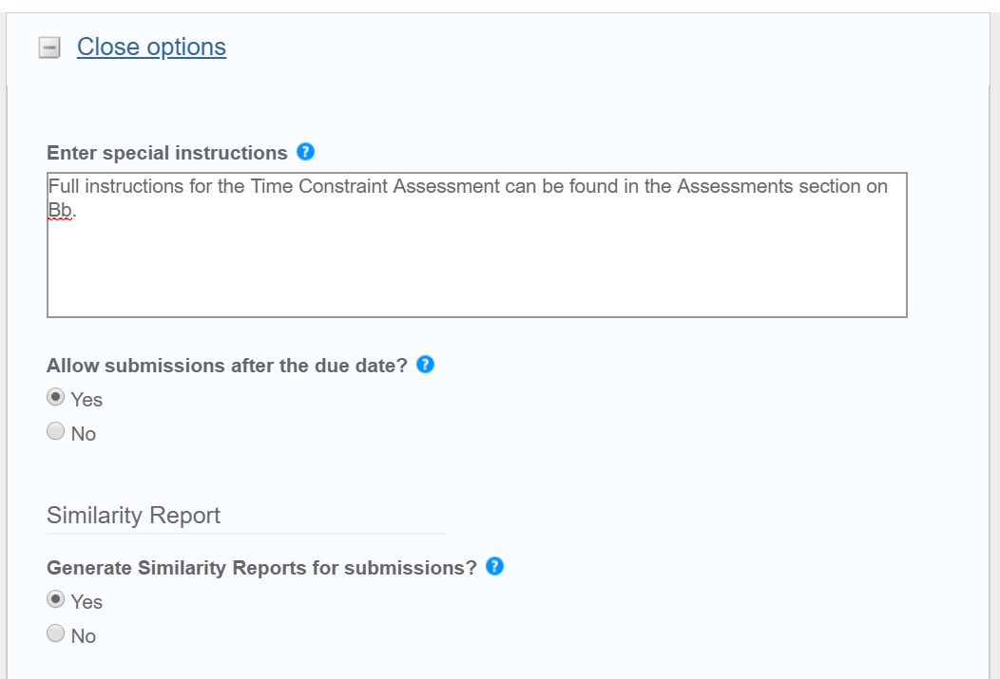 Close options
Enter special instructions ?
Full instructions for the Time Constraint Assessment can be found in the Assessments section on
Bb.
Allow submissions after the due date? ?
Yes
No
Similarity Report
Generate Similarity Reports for submissions? ?
Yes
No